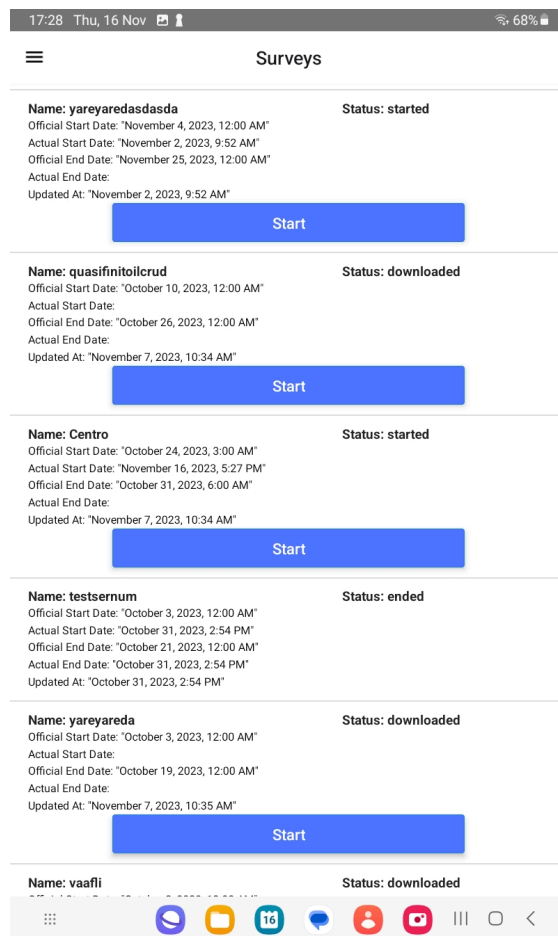 17:28 Thu, 16 Nov 68%
Surveys
Name: yareyaredasdasda Status: started
Official Start Date: "November 4, 2023, 12:00 AM"
Actual Start Date: "November 2, 2023, 9:52 AM"
Official End Date: "November 25, 2023, 12:00 AM"
Actual End Date:
Updated At: "November 2, 2023, 9:52 AM"
Start
Name: quasifinitoilcrud Status: downloaded
Official Start Date: "October 10, 2023, 12:00 AM"
Actual Start Date:
Official End Date: "October 26, 2023, 12:00 AM"
Actual End Date:
Updated At: "November 7, 2023, 10:34 AM"
Start
Name: Centro Status: started
Official Start Date: "October 24, 2023, 3:00 AM"
Actual Start Date: "November 16, 2023, 5:27 PM"
Official End Date: "October 31, 2023, 6:00 AM"
Actual End Date:
Updated At: "November 7, 2023, 10:34 AM"
Start
Name: testsernum Status: ended
Official Start Date: "October 3, 2023, 12:00 AM"
Actual Start Date: "October 31, 2023, 2:54 PM"
Official End Date: "October 21, 2023, 12:00 AM"
Actual End Date: "October 31, 2023, 2:54 PM"
Updated At: "October 31, 2023, 2:54 PM"
Name: yareyareda Status: downloaded
Official Start Date: "October 3, 2023, 12:00 AM"
Actual Start Date:
Official End Date: "October 19, 2023, 12:00 AM"
Actual End Date:
Updated At: "November 7, 2023, 10:35 AM"
Start
Name: vaafli Status: downloaded
16